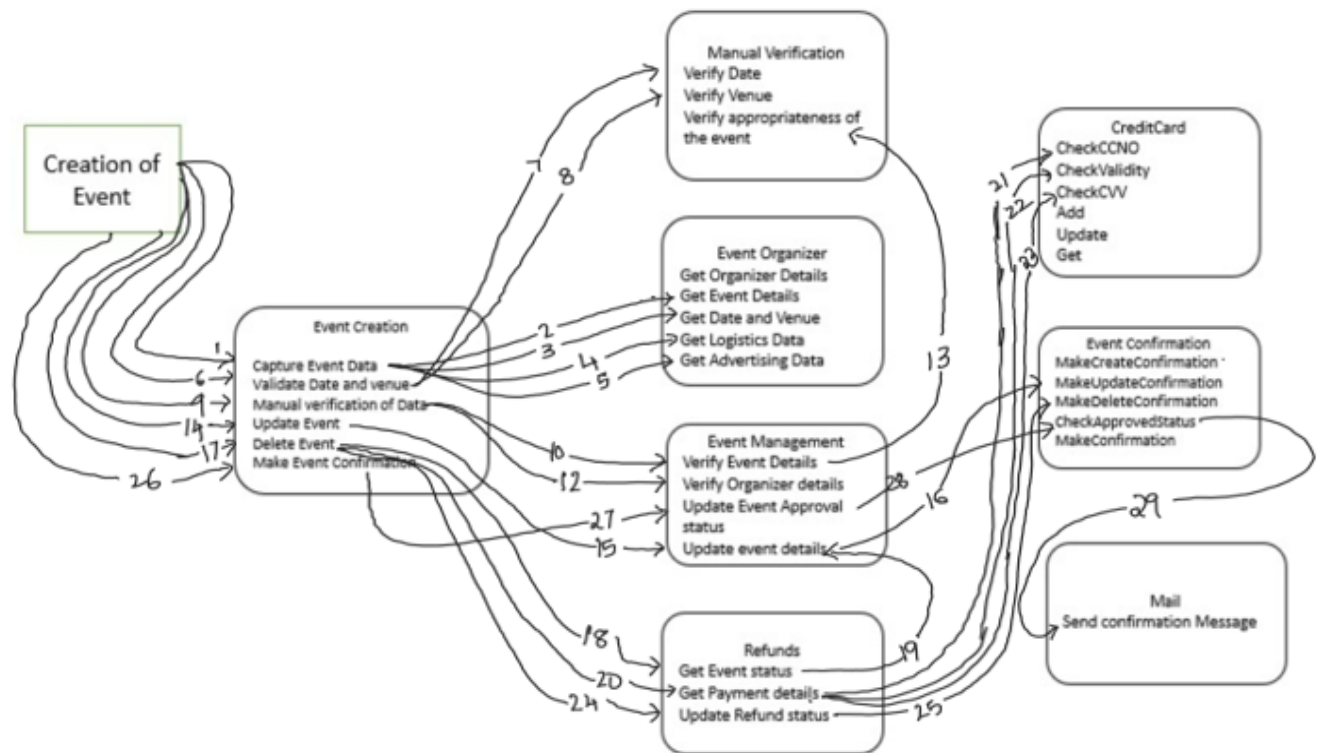 Creation of
Event
Event Creation
Capture Event Data
Validate Date and venue
Manual verification of Data
Update Event
Delete Event
Make Event Confirmation
Manual Verification
Verify Date
Verify Venue
Verify appropriateness of
the event
Event Organizer
Get Organizer Details
Get Event Details
Get Date and Venue
Get Logistics Data
Get Advertising Data
Event Management
Verify Event Details
Verify Organizer details
Update Event Approval
status
Update event details
Refunds
Get Event status
Get Payment details
Update Refund status
CreditCard
CheckCCNO
CheckValidity
CheckCVV
Add
Update
Get
Event Confirmation
MakeCreateConfirmation
MakeUpdateConfirmation
MakeDeleteConfirmation
CheckApprovedStatus
MakeConfirmation
Mail
Send confirmation Message
1
6
9
14
17
26
7
8
2
3
4
5
10
12
27
15
18
20
24
13
28
16
19
25
21
22
23
29